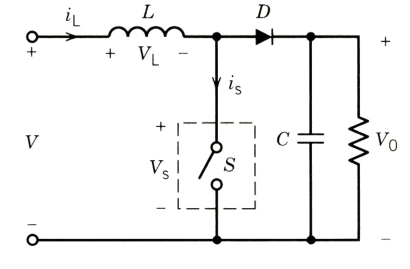 i_L L D
+ + V_L − +
i_s
+
V V_s S C V_0
−
− −